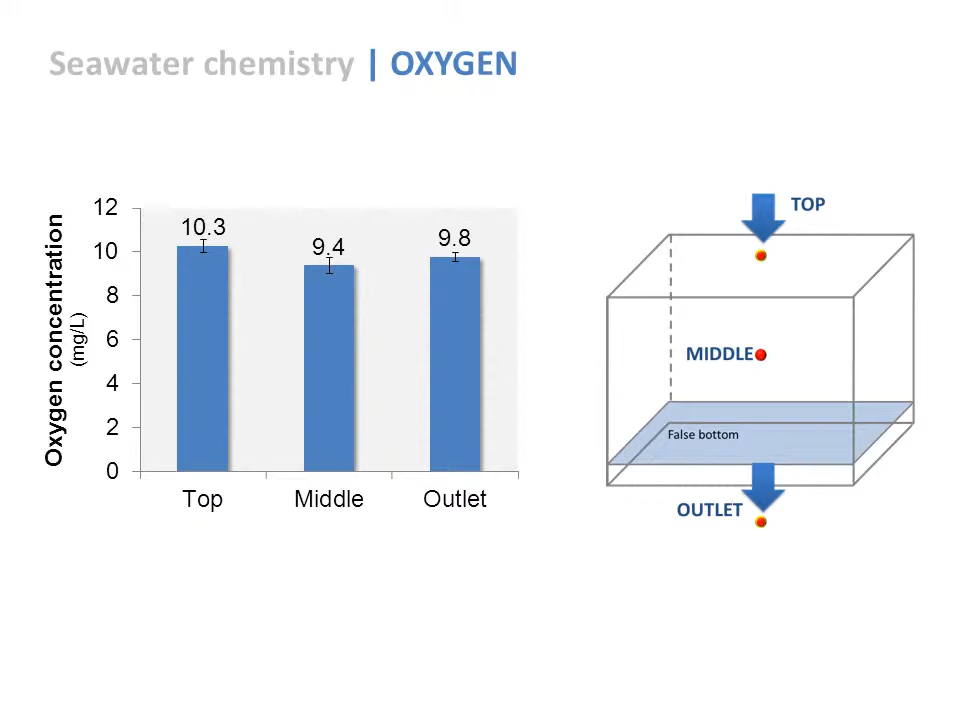 Seawater chemistry | OXYGEN
Oxygen concentration
(mg/L)
12
10
8
6
4
2
0
10.3
9.4
9.8
Top
Middle
Outlet
TOP
MIDDLE
False bottom
OUTLET